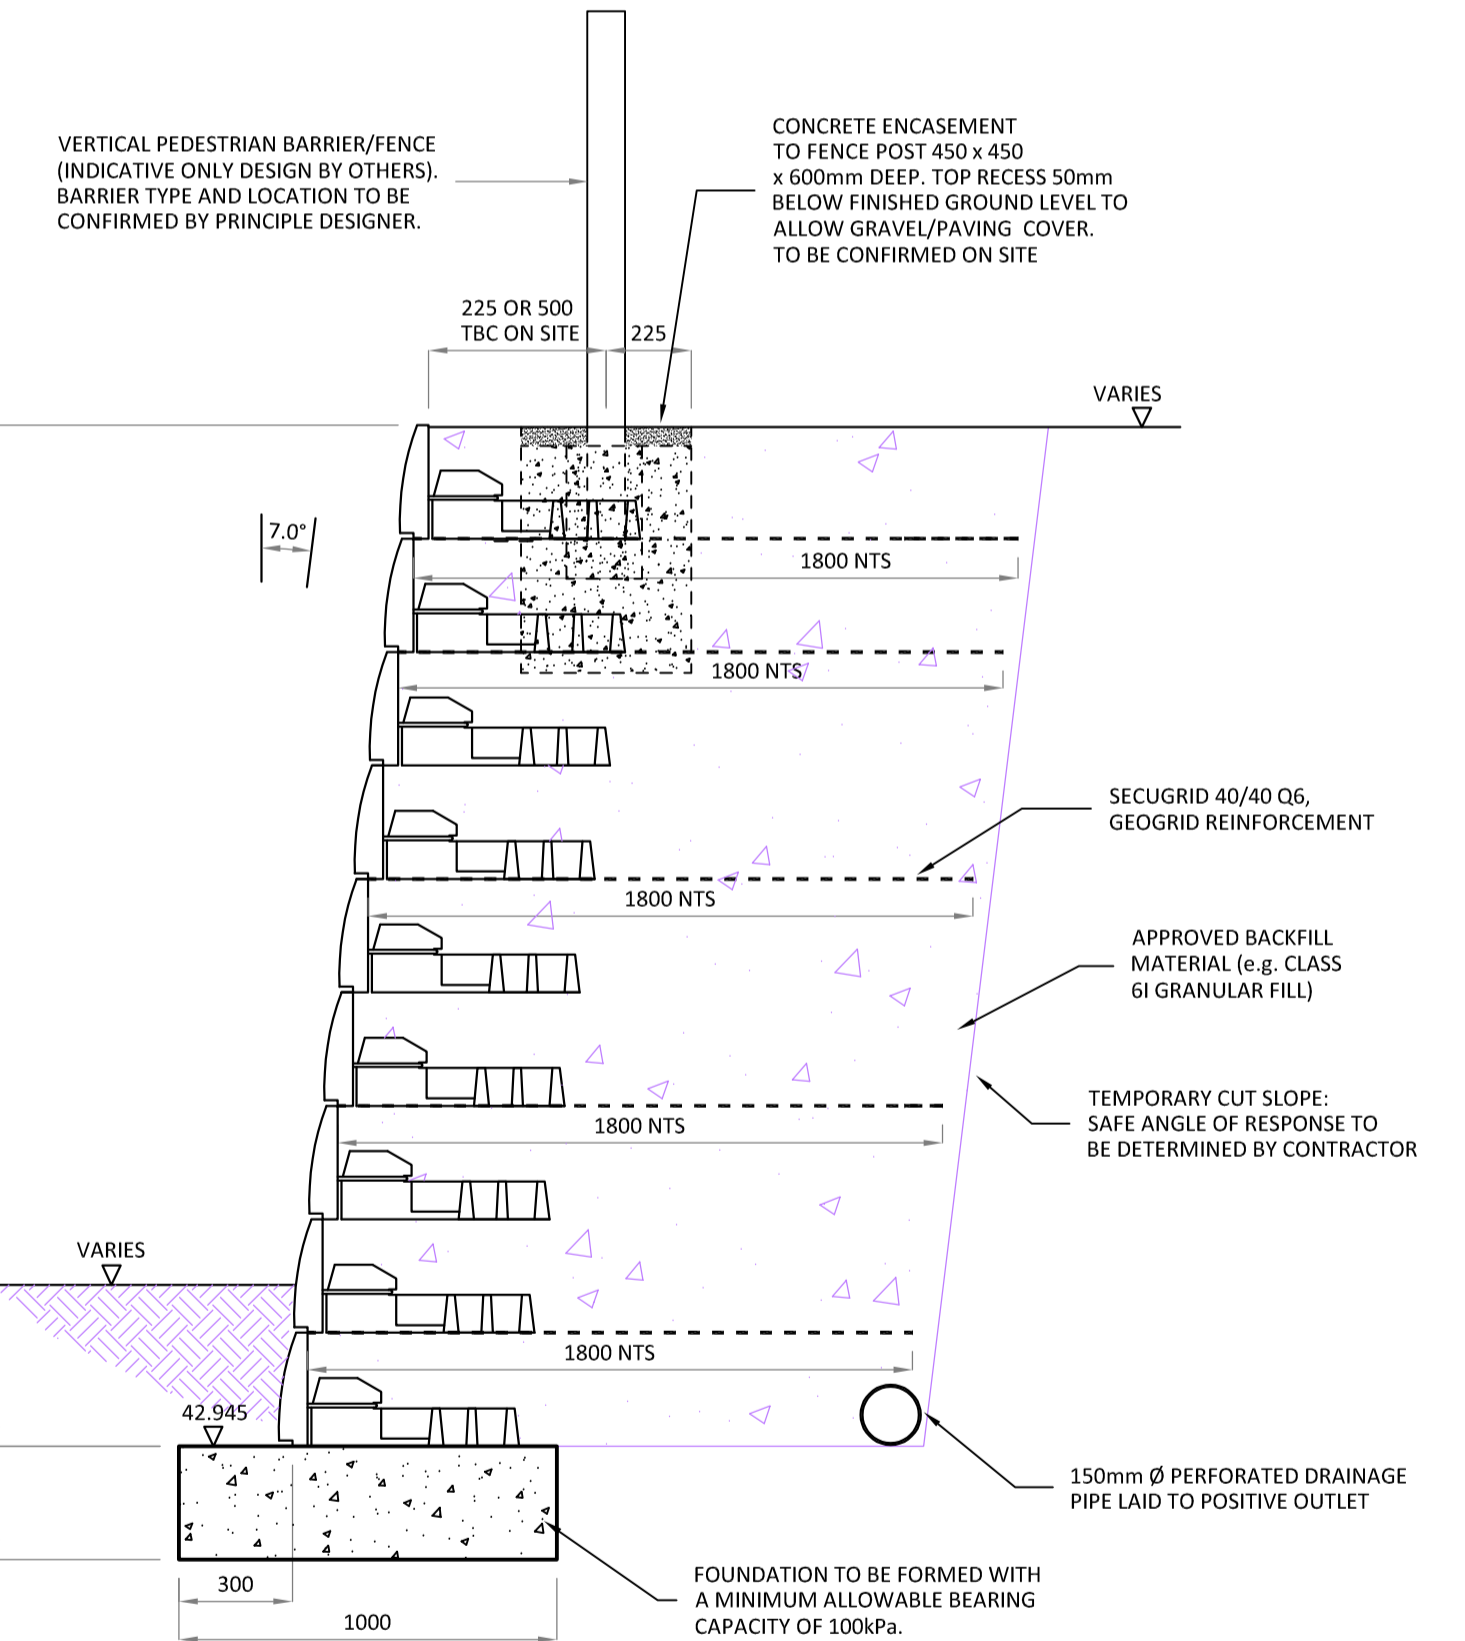 VERTICAL PEDESTRIAN BARRIER/FENCE
(INDICATIVE ONLY DESIGN BY OTHERS).
BARRIER TYPE AND LOCATION TO BE
CONFIRMED BY PRINCIPLE DESIGNER.
CONCRETE ENCASEMENT
TO FENCE POST 450 x 450
x 600mm DEEP. TOP RECESS 50mm
BELOW FINISHED GROUND LEVEL TO
ALLOW GRAVEL/PAVING COVER.
TO BE CONFIRMED ON SITE
225 OR 500
TBC ON SITE
225
VARIES
7.0°
1800 NTS
1800 NTS
SECUGRID 40/40 Q6,
GEOGRID REINFORCEMENT
1800 NTS
APPROVED BACKFILL
MATERIAL (e.g. CLASS
6I GRANULAR FILL)
TEMPORARY CUT SLOPE:
SAFE ANGLE OF RESPONSE TO
BE DETERMINED BY CONTRACTOR
1800 NTS
VARIES
1800 NTS
42.945
150mm Ø PERFORATED DRAINAGE
PIPE LAID TO POSITIVE OUTLET
FOUNDATION TO BE FORMED WITH
A MINIMUM ALLOWABLE BEARING
CAPACITY OF 100kPa.
300
1000